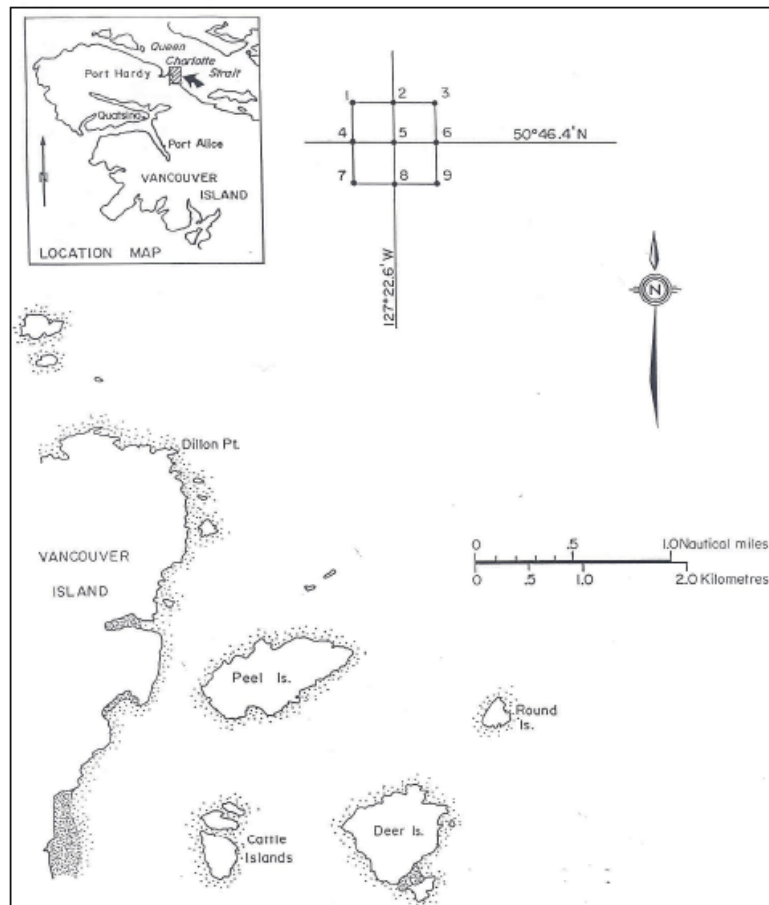 Queen
Charlotte
Strait
Port Hardy
Quatsino
Port Alice
VANCOUVER
ISLAND
N
LOCATION MAP
1 2 3
4 5 6
7 8 9
50°46.4'N
127°22.6'W
N
Dillon Pt.
VANCOUVER
ISLAND
0 .5 1.0 Nautical miles
0 .5 1.0 2.0 Kilometres
Peel Is.
Round
Is.
Cattle
Islands
Deer Is.